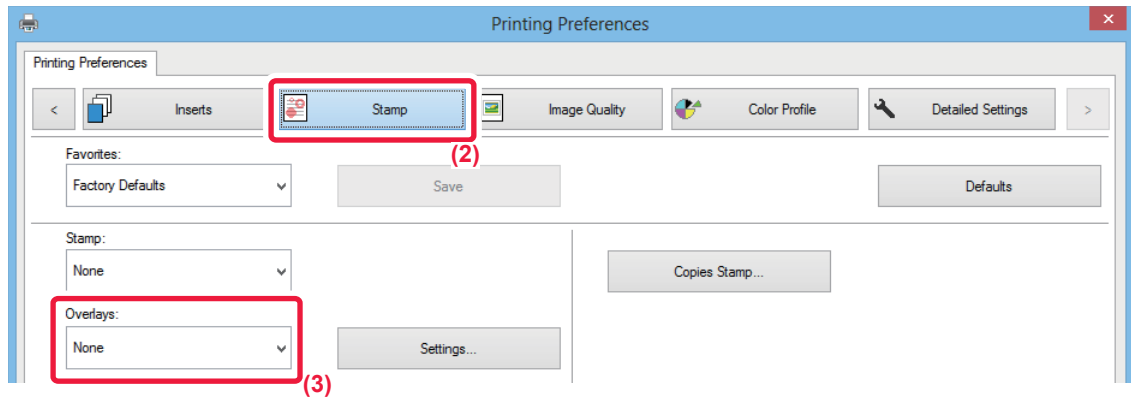 Printing Preferences
×
Printing Preferences
<
Inserts
Stamp
Image Quality
Color Profile
Detailed Settings
>
(2)
Favorites:
Factory Defaults
Save
Defaults
Stamp:
None
Copies Stamp...
Overlays:
None
Settings...
(3)